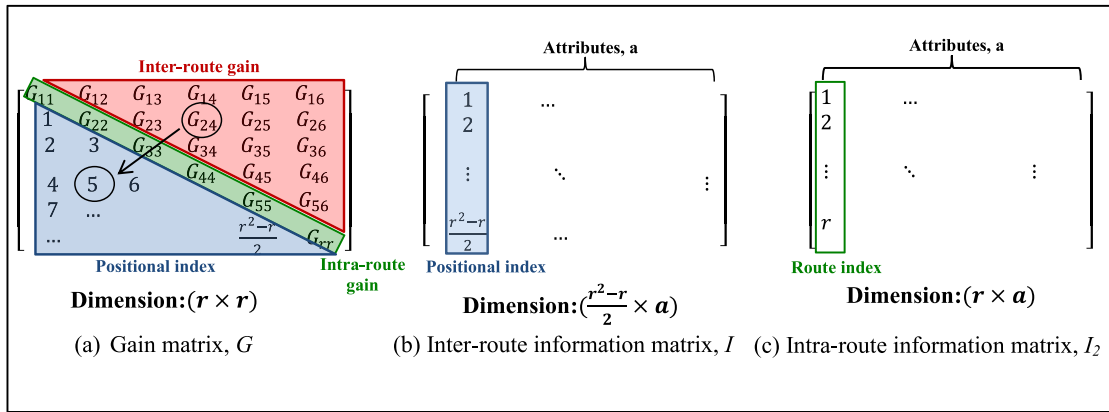 Attributes, a
Attributes, a
Inter-route gain
G₁₁ G₁₂ G₁₃ G₁₄ G₁₅ G₁₆
1 G₂₂ G₂₃ G₂₄ G₂₅ G₂₆
2 3 G₃₃ G₃₄ G₃₅ G₃₆
4 5 6 G₄₄ G₄₅ G₄₆
7 ... G₅₅ G₅₆
... r²−r/2 Gᵣᵣ
Positional index
Intra-route
gain
Dimension:(r × r)
(a) Gain matrix, G
1 ...
2
⋮ ⋱ ⋮
r²−r/2 ...
Positional index
Dimension:(r²−r/2 × a)
(b) Inter-route information matrix, I
1 ...
2
⋮ ⋱ ⋮
r
Route index
Dimension:(r × a)
(c) Intra-route information matrix, I₂